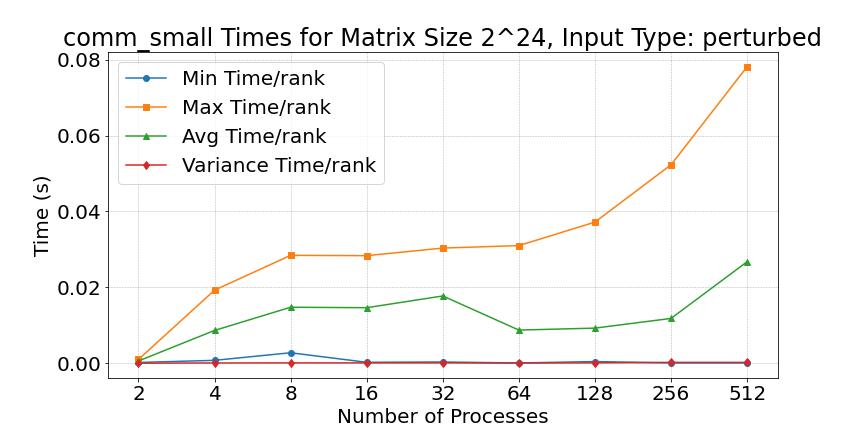 comm_small Times for Matrix Size 2^24, Input Type: perturbed
Min Time/rank
Max Time/rank
Avg Time/rank
Variance Time/rank
Time (s)
0.08
0.06
0.04
0.02
0.00
2 4 8 16 32 64 128 256 512
Number of Processes